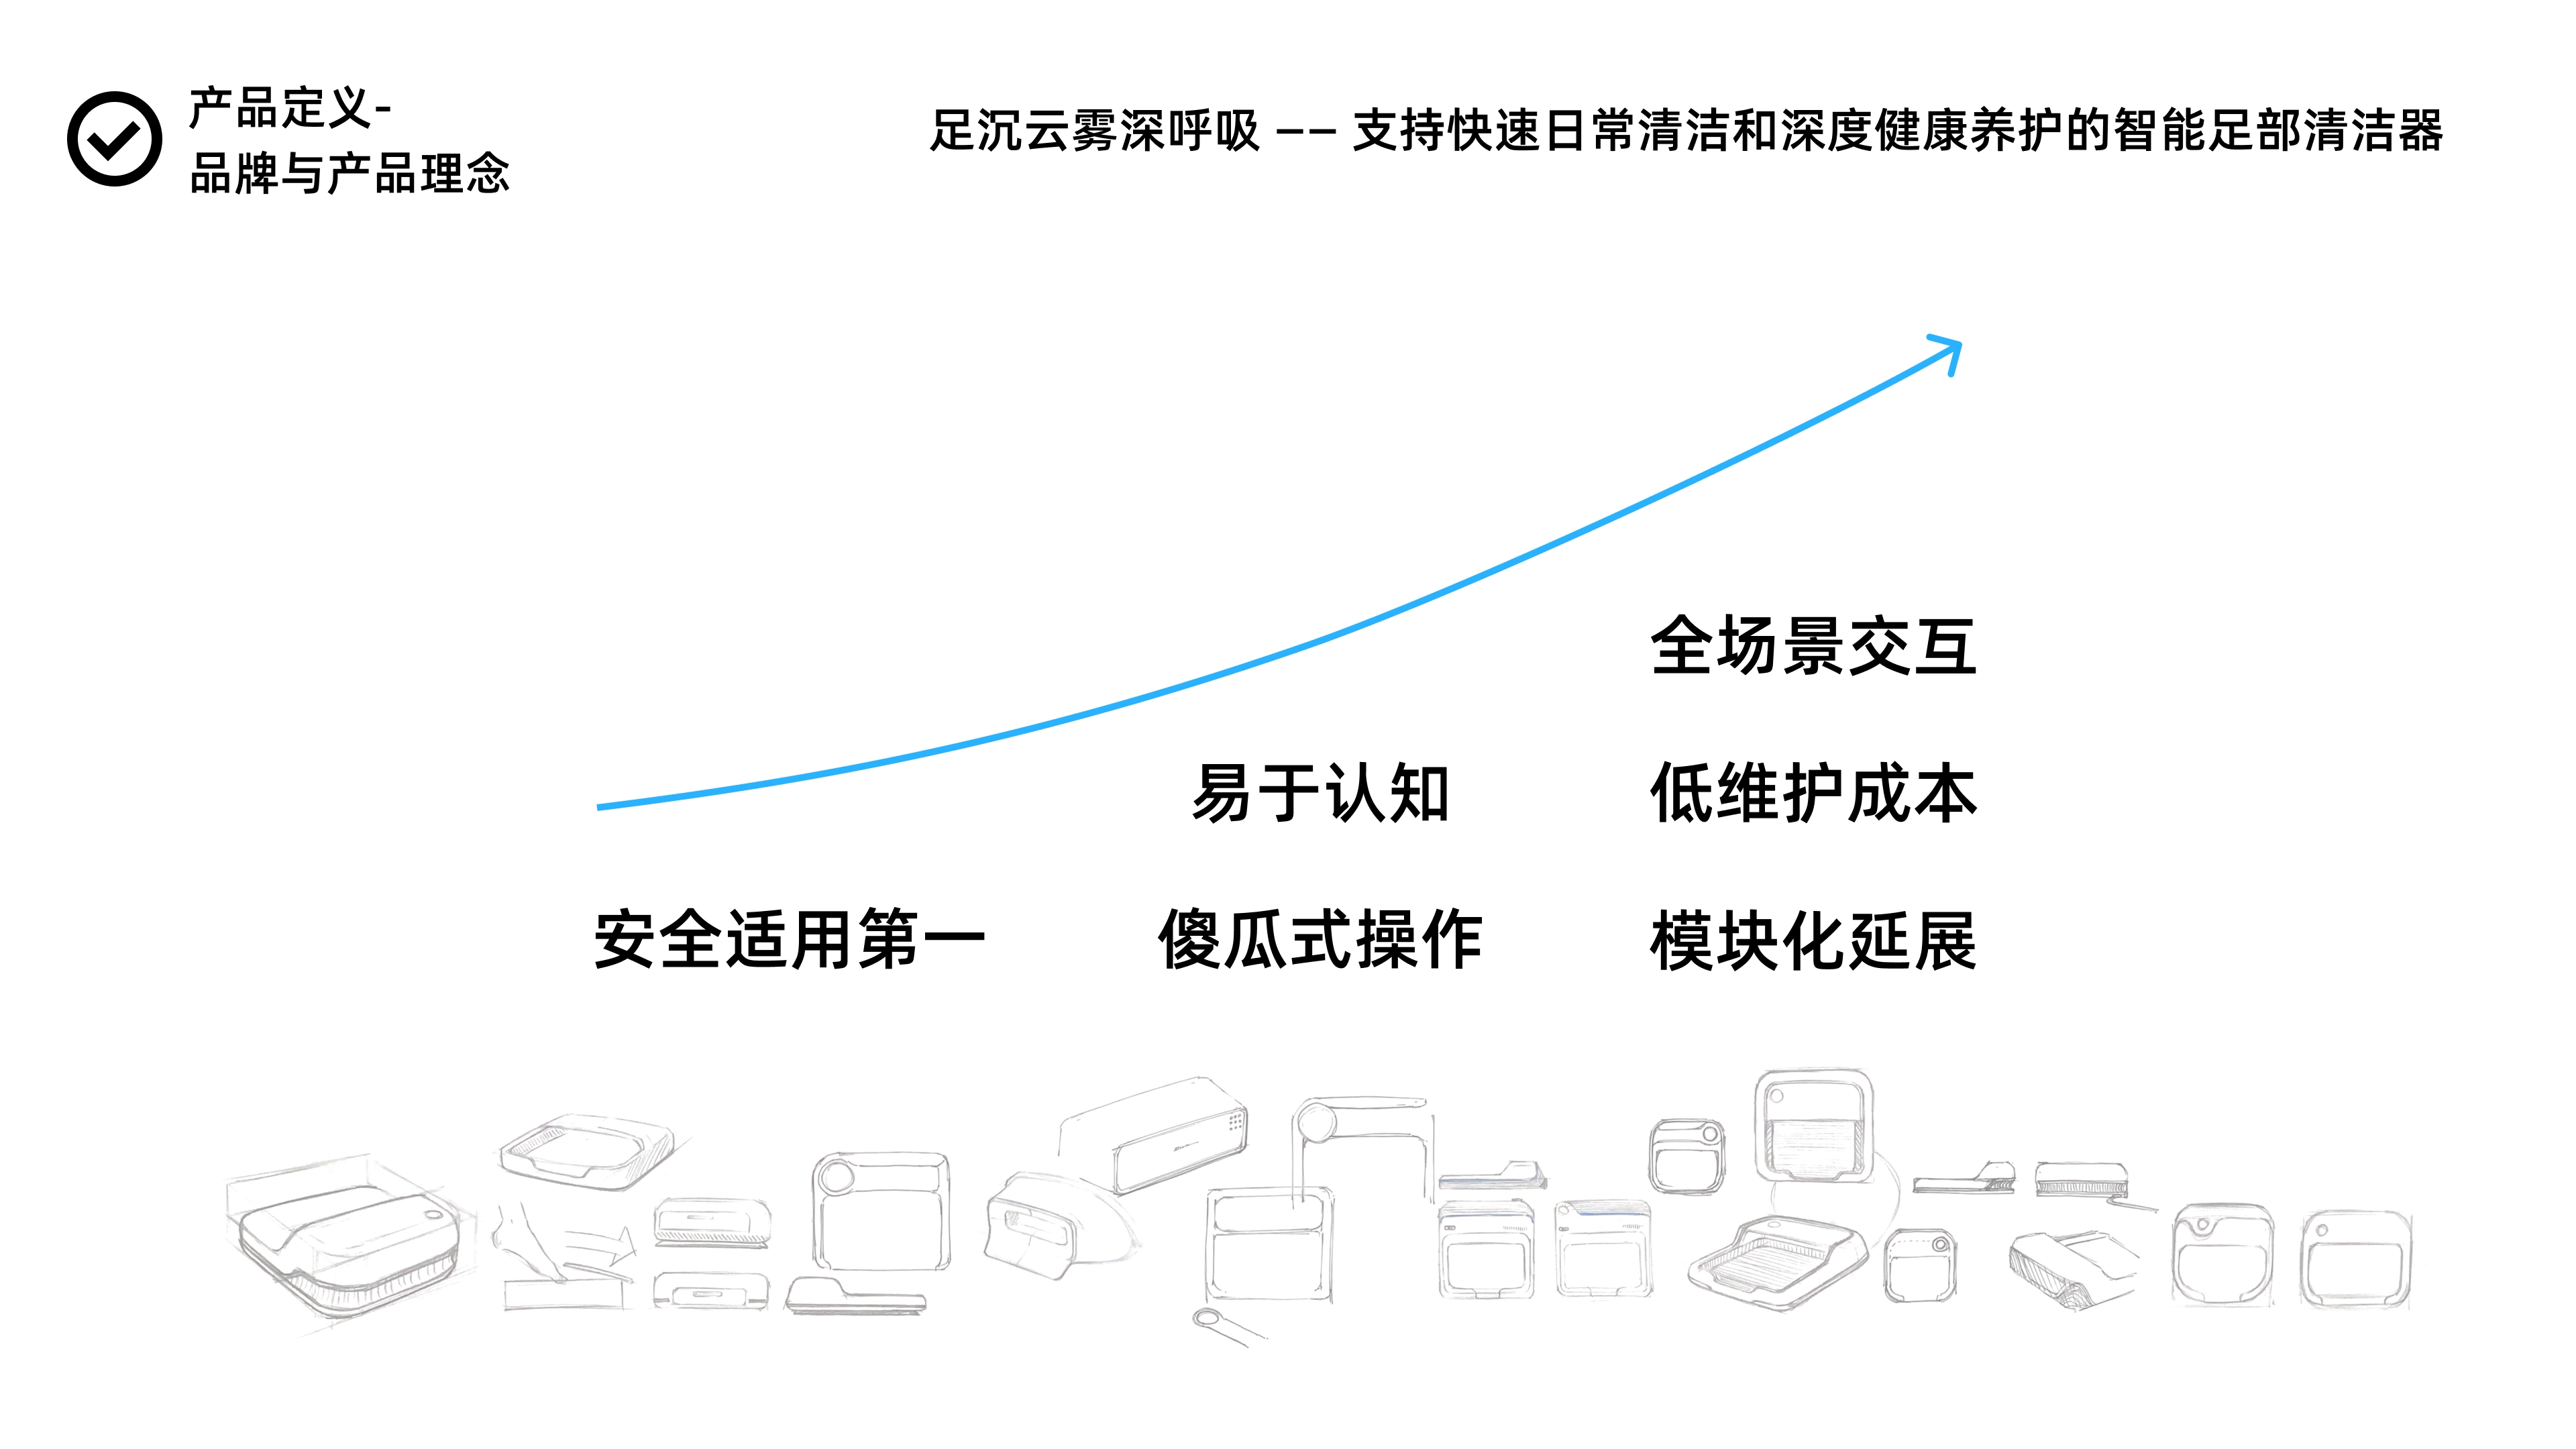 产品定义-
品牌与产品理念
足沉云雾深呼吸 —— 支持快速日常清洁和深度健康养护的智能足部清洁器
全场景交互
易于认知
低维护成本
安全适用第一
傻瓜式操作
模块化延展